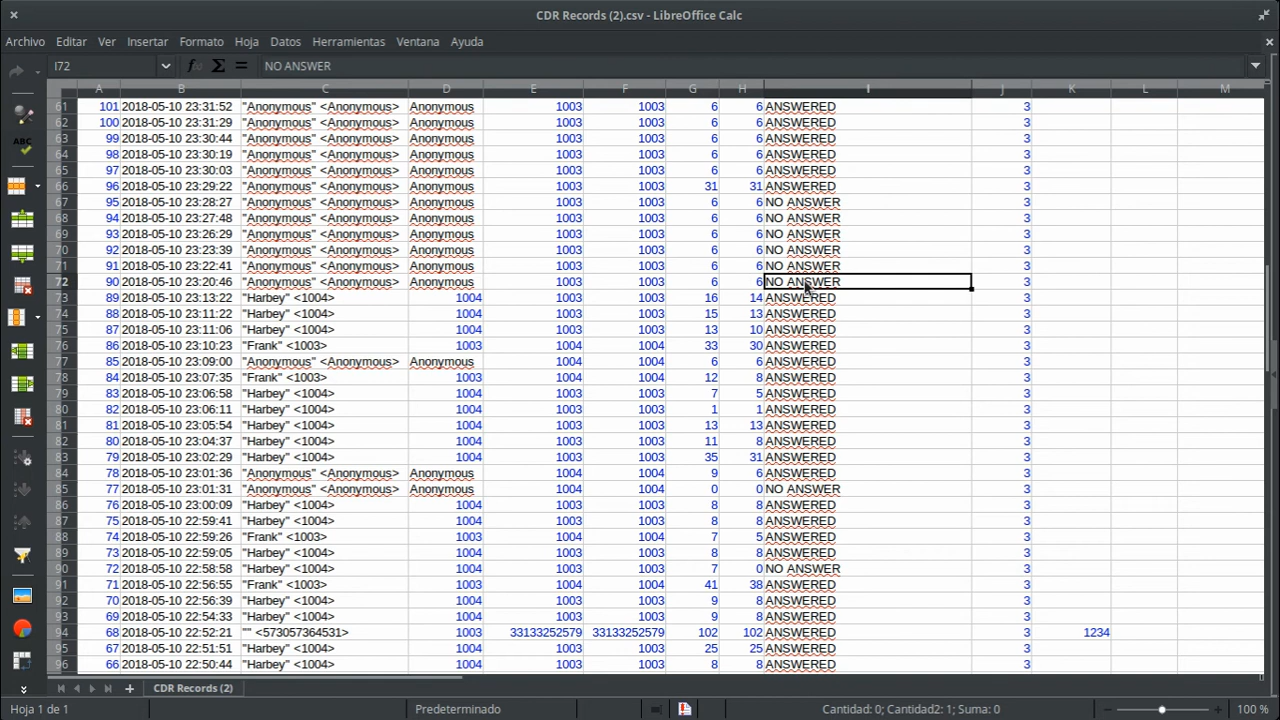 CDR Records (2).csv - LibreOffice Calc
Archivo Editar Ver Insertar Formato Hoja Datos Herramientas Ventana Ayuda
I72 NO ANSWER
A B C D E F G H I J K L M
61 101 2018-05-10 23:31:52 "Anonymous" <Anonymous> Anonymous 1003 1003 6 6 ANSWERED 3
62 100 2018-05-10 23:31:29 "Anonymous" <Anonymous> Anonymous 1003 1003 6 6 ANSWERED 3
63 99 2018-05-10 23:30:44 "Anonymous" <Anonymous> Anonymous 1003 1003 6 6 ANSWERED 3
64 98 2018-05-10 23:30:19 "Anonymous" <Anonymous> Anonymous 1003 1003 6 6 ANSWERED 3
65 97 2018-05-10 23:30:03 "Anonymous" <Anonymous> Anonymous 1003 1003 6 6 ANSWERED 3
66 96 2018-05-10 23:29:22 "Anonymous" <Anonymous> Anonymous 1003 1003 31 31 ANSWERED 3
67 95 2018-05-10 23:28:27 "Anonymous" <Anonymous> Anonymous 1003 1003 6 6 NO ANSWER 3
68 94 2018-05-10 23:27:48 "Anonymous" <Anonymous> Anonymous 1003 1003 6 6 NO ANSWER 3
69 93 2018-05-10 23:26:29 "Anonymous" <Anonymous> Anonymous 1003 1003 6 6 NO ANSWER 3
70 92 2018-05-10 23:23:39 "Anonymous" <Anonymous> Anonymous 1003 1003 6 6 NO ANSWER 3
71 91 2018-05-10 23:22:41 "Anonymous" <Anonymous> Anonymous 1003 1003 6 6 NO ANSWER 3
72 90 2018-05-10 23:20:46 "Anonymous" <Anonymous> Anonymous 1003 1003 6 6 NO ANSWER 3
73 89 2018-05-10 23:13:22 "Harbey" <1004> 1004 1003 1003 16 14 ANSWERED 3
74 88 2018-05-10 23:11:22 "Harbey" <1004> 1004 1003 1003 15 13 ANSWERED 3
75 87 2018-05-10 23:11:06 "Harbey" <1004> 1004 1003 1003 13 10 ANSWERED 3
76 86 2018-05-10 23:10:23 "Frank" <1003> 1003 1004 1004 33 30 ANSWERED 3
77 85 2018-05-10 23:09:00 "Anonymous" <Anonymous> Anonymous 1004 1004 6 6 ANSWERED 3
78 84 2018-05-10 23:07:35 "Frank" <1003> 1003 1004 1004 12 8 ANSWERED 3
79 83 2018-05-10 23:06:58 "Harbey" <1004> 1004 1003 1003 7 5 ANSWERED 3
80 82 2018-05-10 23:06:11 "Harbey" <1004> 1004 1003 1003 1 1 ANSWERED 3
81 81 2018-05-10 23:05:54 "Harbey" <1004> 1004 1003 1003 13 13 ANSWERED 3
82 80 2018-05-10 23:04:37 "Harbey" <1004> 1004 1003 1003 11 8 ANSWERED 3
83 79 2018-05-10 23:02:29 "Harbey" <1004> 1004 1003 1003 35 31 ANSWERED 3
84 78 2018-05-10 23:01:36 "Anonymous" <Anonymous> Anonymous 1004 1004 9 6 ANSWERED 3
85 77 2018-05-10 23:01:31 "Anonymous" <Anonymous> Anonymous 1004 1004 0 0 NO ANSWER 3
86 76 2018-05-10 23:00:09 "Harbey" <1004> 1004 1003 1003 8 8 ANSWERED 3
87 75 2018-05-10 22:59:41 "Harbey" <1004> 1004 1003 1003 8 8 ANSWERED 3
88 74 2018-05-10 22:59:26 "Frank" <1003> 1003 1004 1004 7 5 ANSWERED 3
89 73 2018-05-10 22:59:05 "Harbey" <1004> 1004 1003 1003 8 8 ANSWERED 3
90 72 2018-05-10 22:58:58 "Harbey" <1004> 1004 1003 1003 7 0 NO ANSWER 3
91 71 2018-05-10 22:56:55 "Frank" <1003> 1003 1004 1004 41 38 ANSWERED 3
92 70 2018-05-10 22:56:39 "Harbey" <1004> 1004 1003 1003 9 8 ANSWERED 3
93 69 2018-05-10 22:54:33 "Harbey" <1004> 1004 1003 1003 9 8 ANSWERED 3
94 68 2018-05-10 22:52:21 "" <573057364531> 1003 33133252579 33133252579 102 102 ANSWERED 3 1234
95 67 2018-05-10 22:51:51 "Harbey" <1004> 1004 1003 1003 25 25 ANSWERED 3
96 66 2018-05-10 22:50:44 "Harbey" <1004> 1004 1003 1003 8 8 ANSWERED 3
CDR Records (2)
Hoja 1 de 1 Predeterminado Cantidad: 0; Cantidad2: 1; Suma: 0 100 %